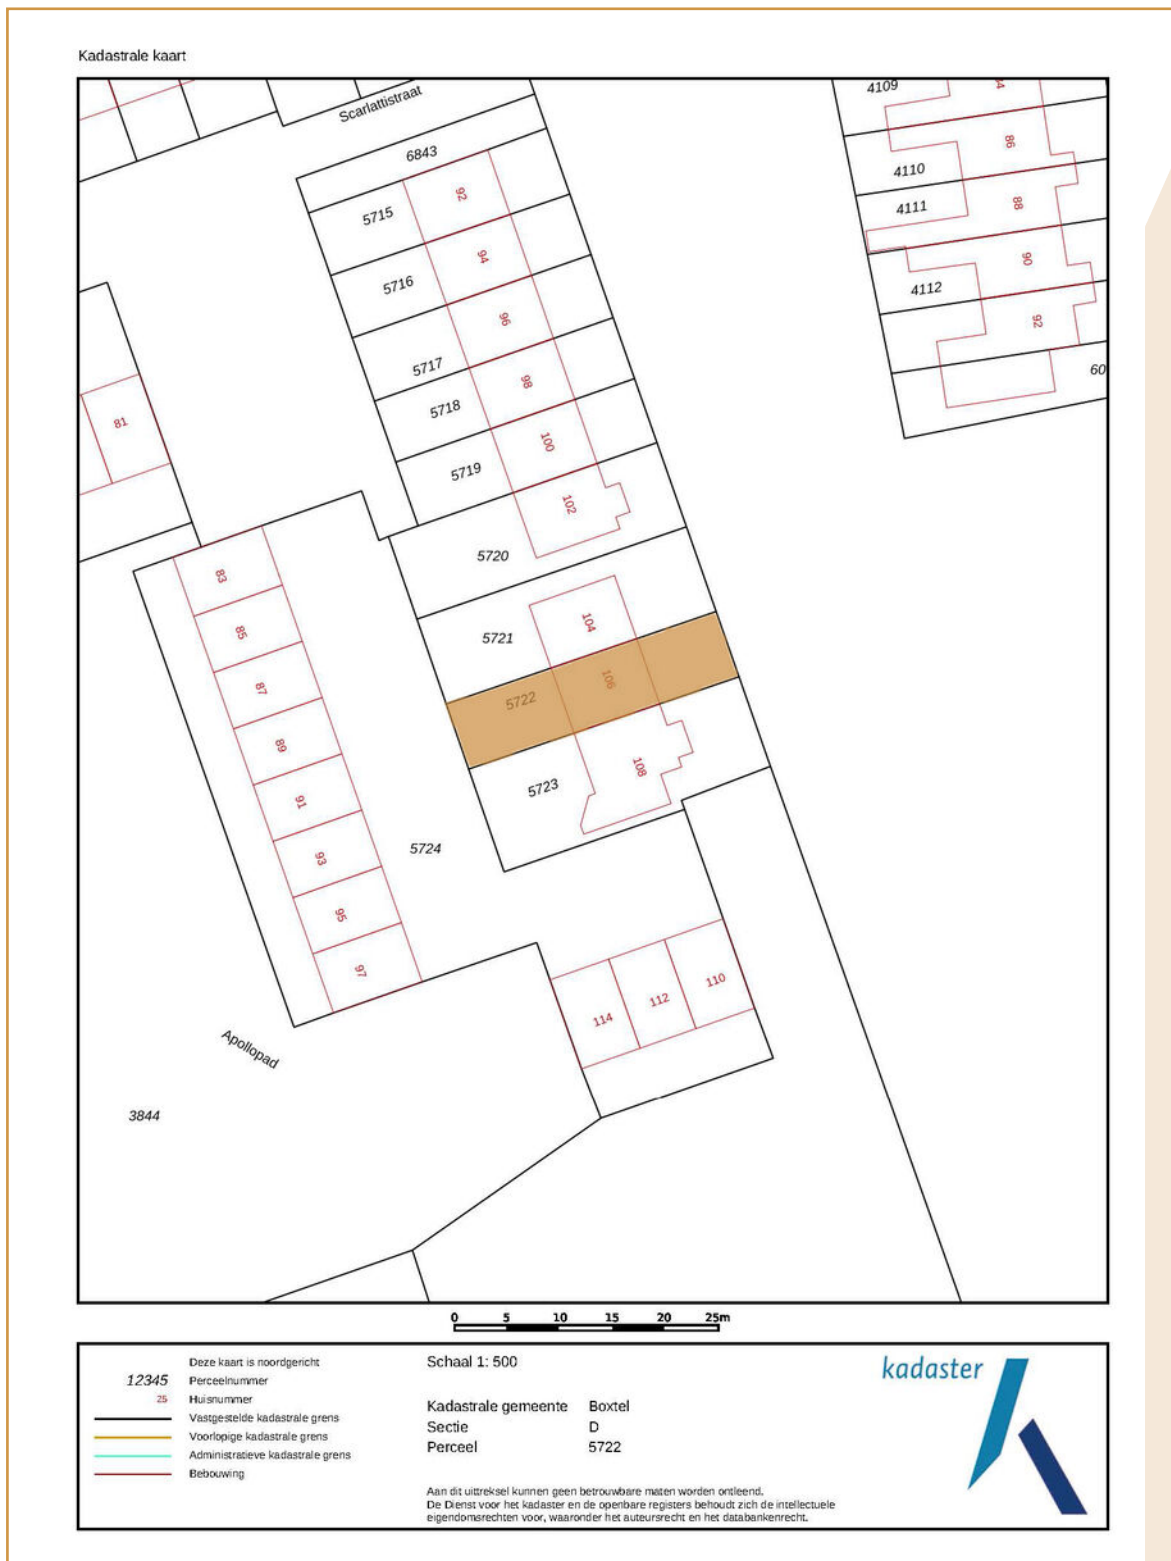 Kadastrale kaart
Scarlattistraat
6843
5715
92
5716
94
5717
96
5718
98
5719
100
5720
102
5721
104
5722
106
5723
108
5724
4109
86
4110
4111
88
4112
90
92
60
81
83
85
87
89
91
93
95
97
114
112
110
Apollopad
3844
0 5 10 15 20 25m
Deze kaart is noordgericht
12345 Perceelnummer
25 Huisnummer
Vastgestelde kadastrale grens
Voorlopige kadastrale grens
Administratieve kadastrale grens
Bebouwing
Schaal 1: 500
Kadastrale gemeente Boxtel
Sectie D
Perceel 5722
Aan dit uittreksel kunnen geen betrouwbare maten worden ontleend.
De Dienst voor het kadaster en de openbare registers behoudt zich de intellectuele
eigendomsrechten voor, waaronder het auteursrecht en het databankenrecht.
kadaster